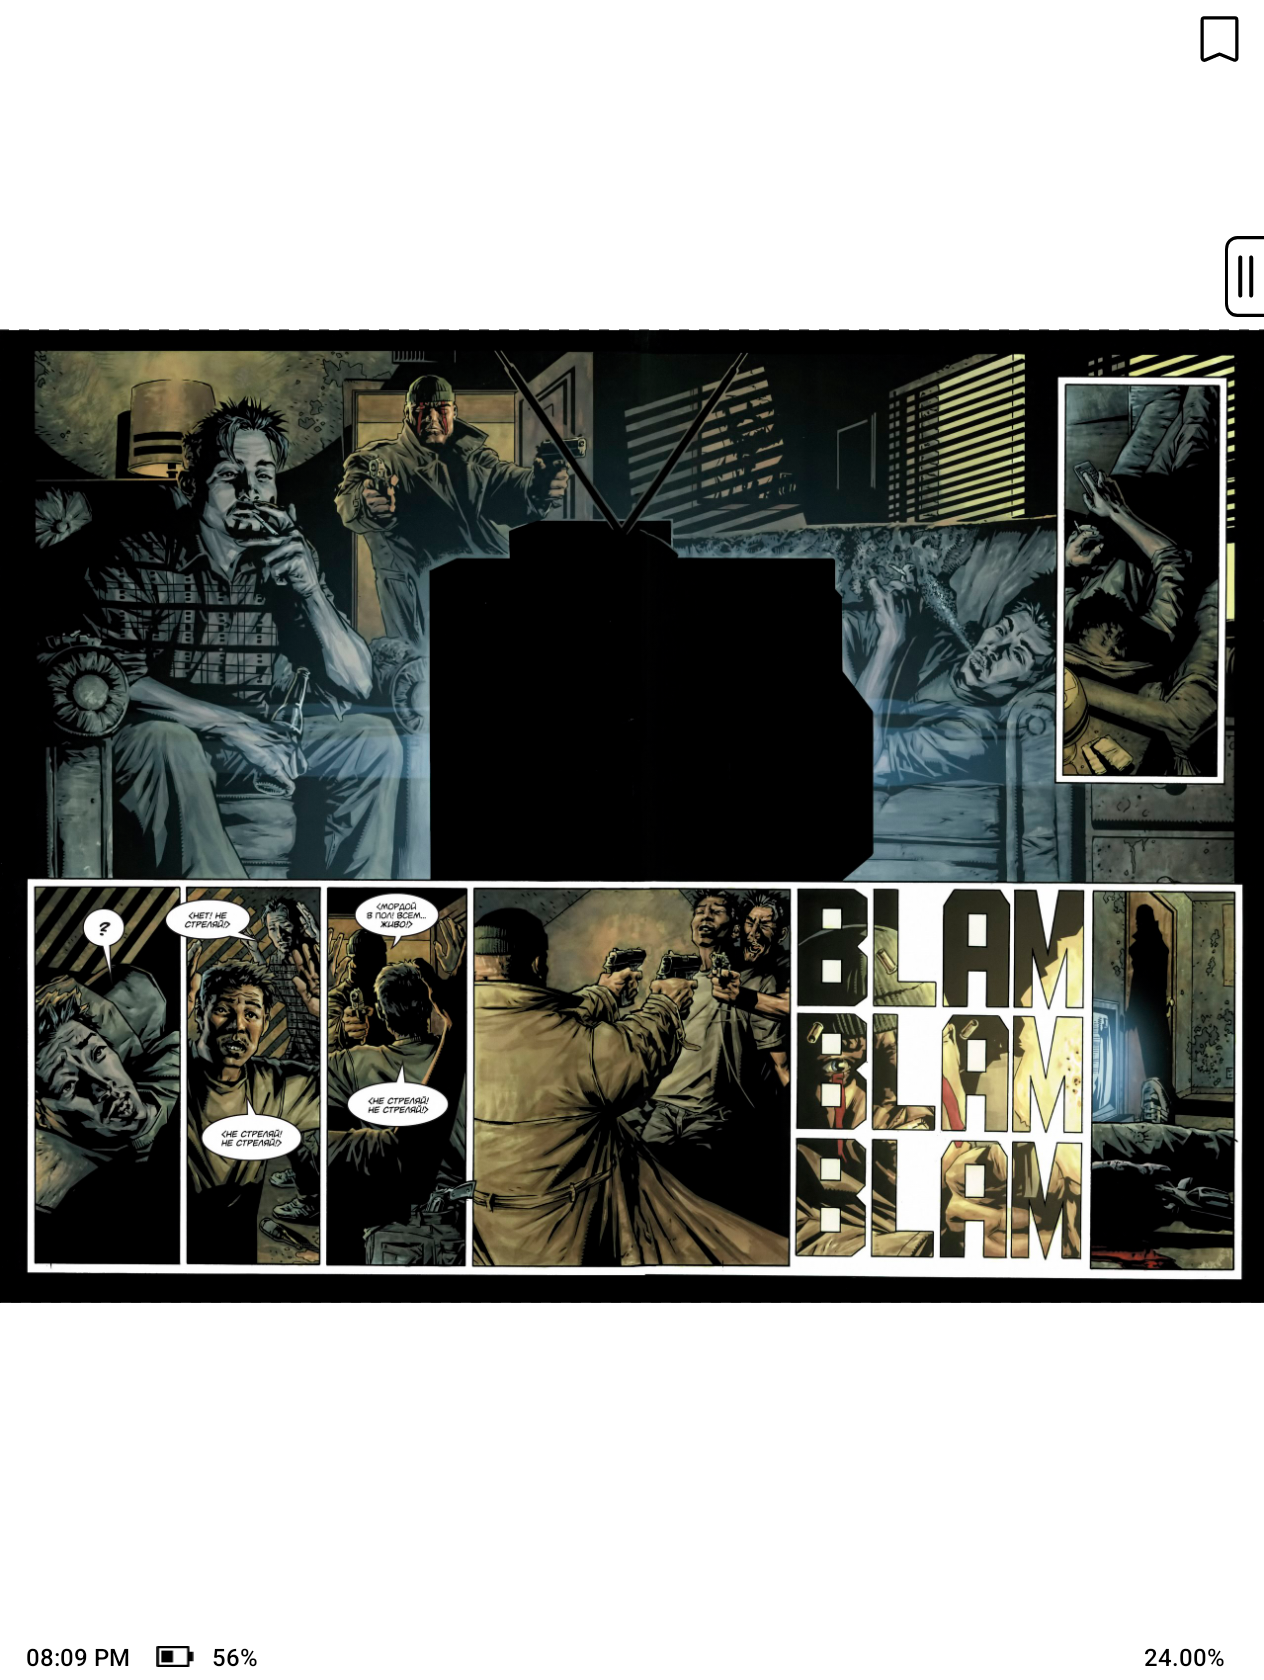 ?
<НЕТ! НЕ
СТРЕЛЯЙ!>
<НЕ СТРЕЛЯЙ!
НЕ СТРЕЛЯЙ!>
<МОРДОЙ
В ПОЛ! ВСЕМ...
ЖИВО!>
<НЕ СТРЕЛЯЙ!
НЕ СТРЕЛЯЙ!>
BLAM
BLAM
BLAM
08:09 PM 56% 24.00%